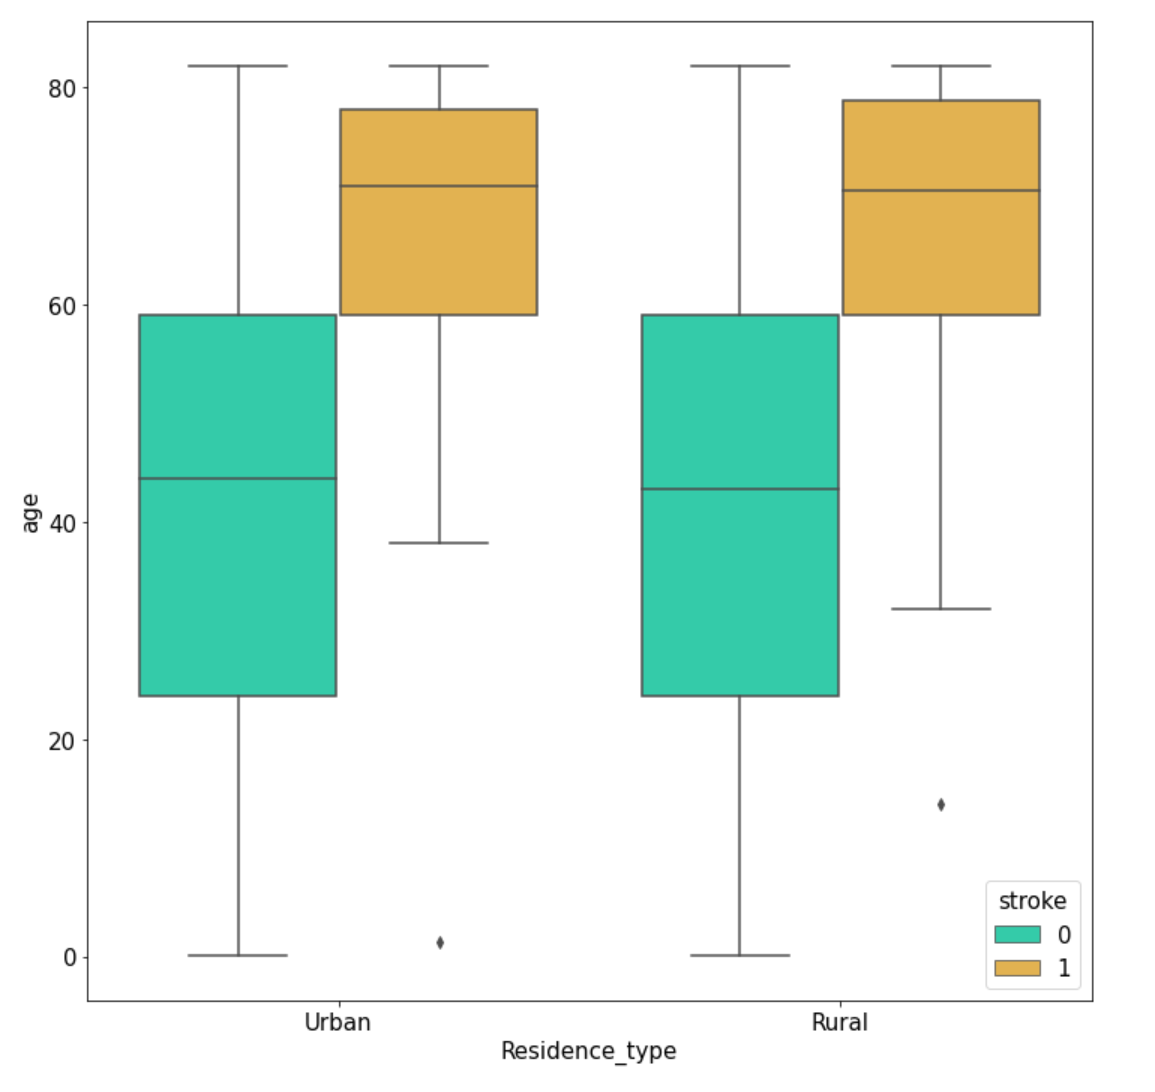 80
60
40
20
0
age
Urban
Rural
Residence_type
stroke
0
1